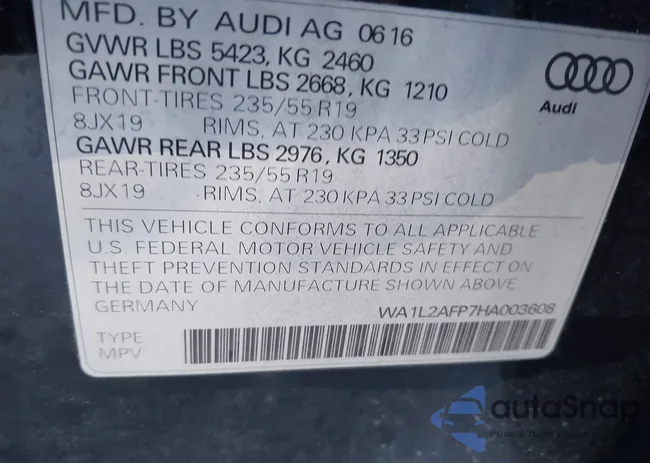 MFD. BY AUDI AG 0616
GVWR LBS 5423, KG 2460
GAWR FRONT LBS 2668, KG 1210
FRONT-TIRES 235/55 R19
8JX19 RIMS, AT 230 KPA 33 PSI COLD
GAWR REAR LBS 2976, KG 1350
REAR-TIRES 235/55 R19
8JX19 RIMS, AT 230 KPA 33 PSI COLD
Audi
THIS VEHICLE CONFORMS TO ALL APPLICABLE
U.S. FEDERAL MOTOR VEHICLE SAFETY AND
THEFT PREVENTION STANDARDS IN EFFECT ON
THE DATE OF MANUFACTURE SHOWN ABOVE.
GERMANY WA1L2AFP7HA003608
TYPE
MPV
autoSnap